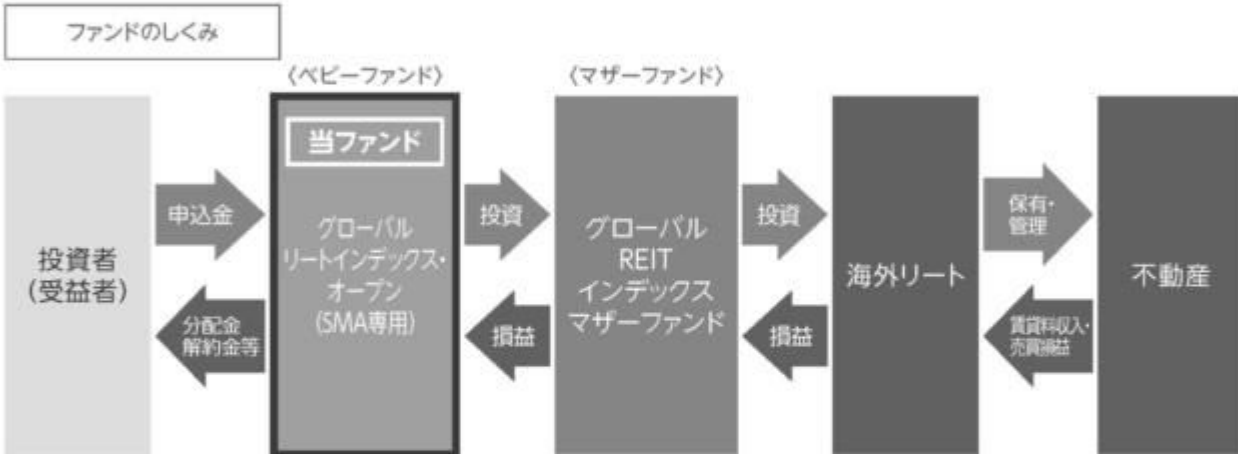 ファンドのしくみ
〈ベビーファンド〉
〈マザーファンド〉
投資者
(受益者)
申込金
分配金
解約金等
当ファンド
グローバル
リートインデックス・
オープン
(SMA専用)
投資
損益
グローバル
REIT
インデックス
マザーファンド
投資
損益
海外リート
保有・
管理
賃貸料収入・
売買損益
不動産